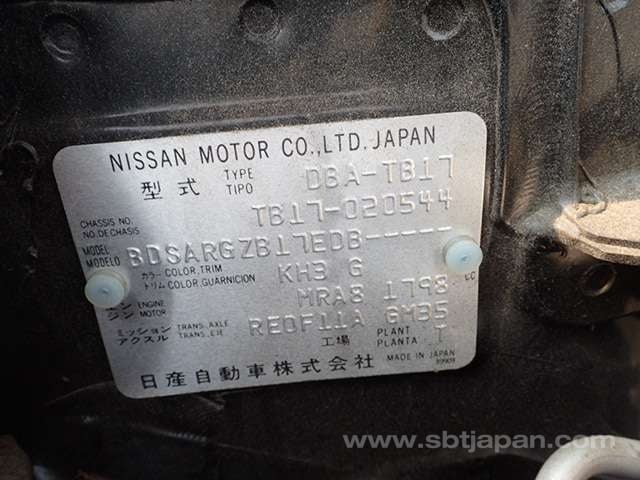 NISSAN MOTOR CO.,LTD. JAPAN
型式 TYPE TIPO DBA-TB17
CHASSIS NO. NO.DE CHASIS TB17-020544
MODEL MODELO BDSARGZB17EDB-----
カラー COLOR,TRIM トリム COLOR,GUARNICION KH3 G
ジン ENGINE MOTOR MRA8 1798 CC
ミッション アクスル TRANS.AXLE TRANS.EJE RE0F11A GM35
工場 PLANT PLANTA T
日産自動車株式会社 MADE IN JAPAN
www.sbtjapan.com